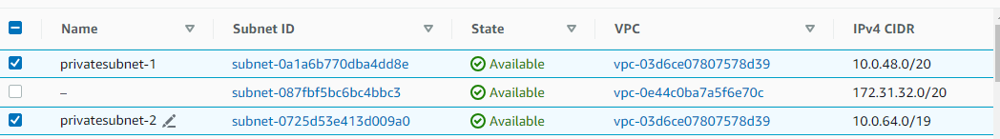 Name Subnet ID State VPC IPv4 CIDR
privatesubnet-1 subnet-0a1a6b770dba4dd8e Available vpc-03d6ce07807578d39 10.0.48.0/20
– subnet-087fbf5bc6bc4bbc3 Available vpc-0e44c0ba7a5f6e70c 172.31.32.0/20
privatesubnet-2 subnet-0725d53e413d009a0 Available vpc-03d6ce07807578d39 10.0.64.0/19